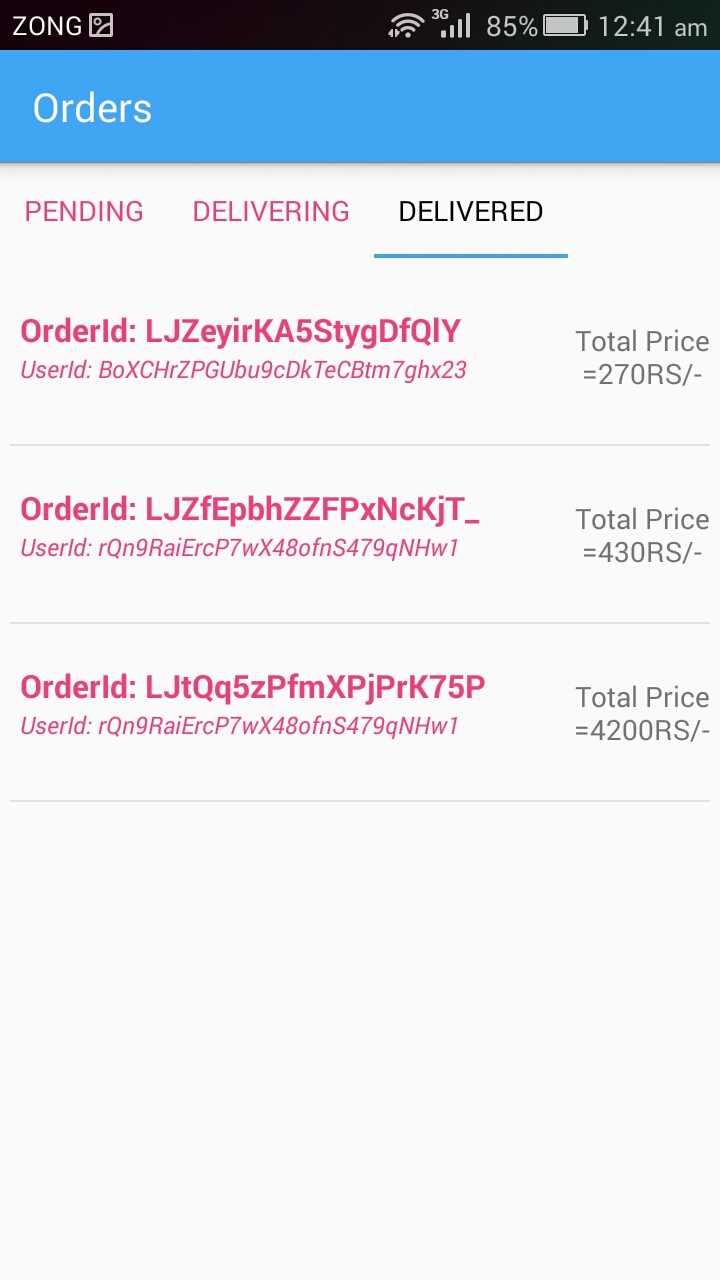 ZONG 3G 85% 12:41 am
Orders
PENDING DELIVERING DELIVERED
OrderId: LJZeyirKA5StygDfQlY
UserId: BoXCHrZPGUbu9cDkTeCBtm7ghx23
Total Price
=270RS/-
OrderId: LJZfEpbhZZFPxNcKjT_
UserId: rQn9RaiErcP7wX48ofnS479qNHw1
Total Price
=430RS/-
OrderId: LJtQq5zPfmXPjPrK75P
UserId: rQn9RaiErcP7wX48ofnS479qNHw1
Total Price
=4200RS/-